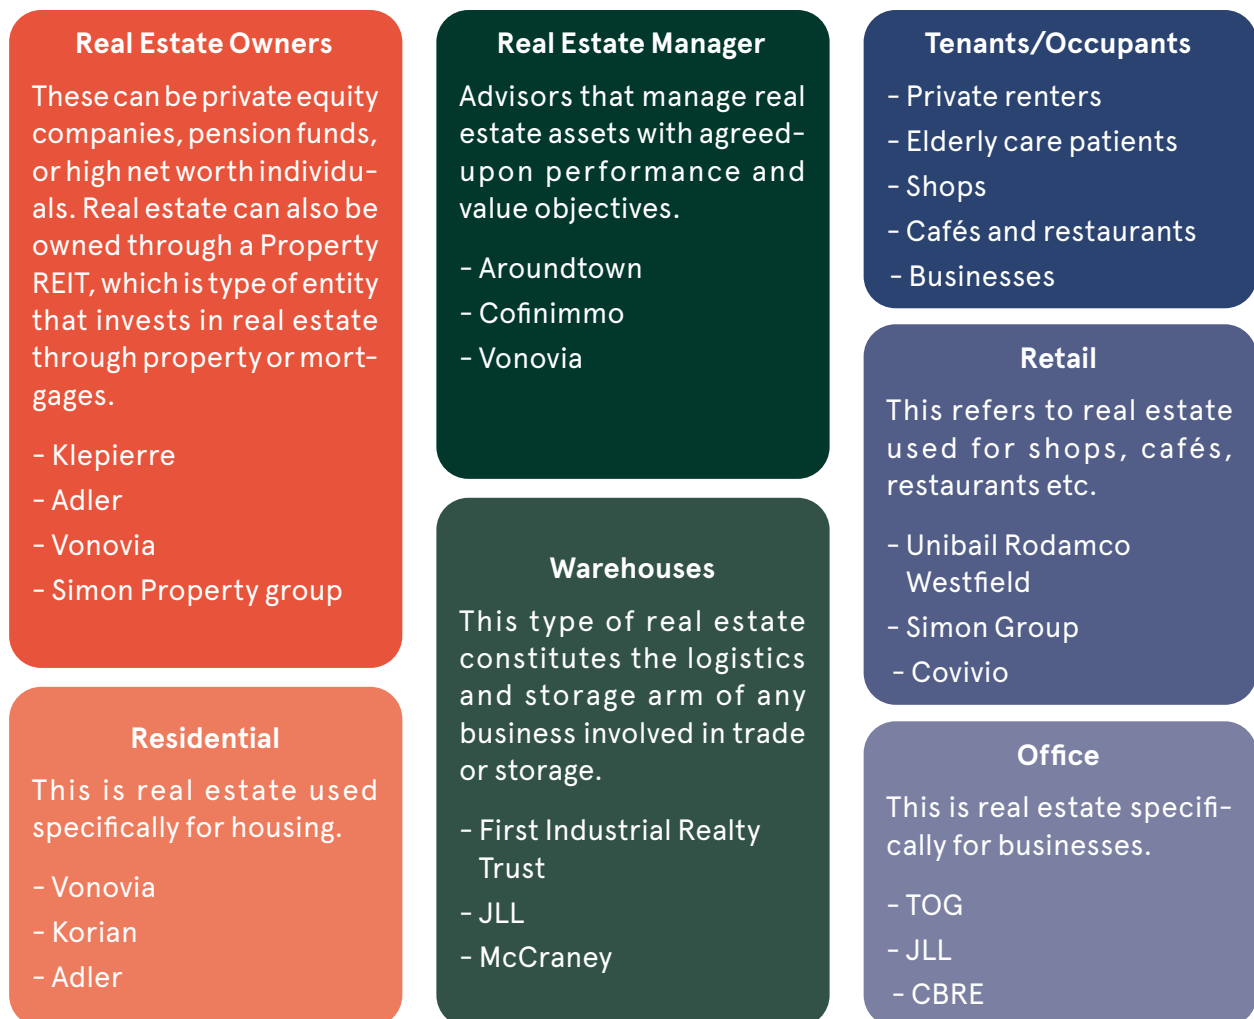 Real Estate Owners
These can be private equity
companies, pension funds,
or high net worth individu-
als. Real estate can also be
owned through a Property
REIT, which is type of entity
that invests in real estate
through property or mort-
gages.
- Klepierre
- Adler
- Vonovia
- Simon Property group
Residential
This is real estate used
specifically for housing.
- Vonovia
- Korian
- Adler
Real Estate Manager
Advisors that manage real
estate assets with agreed-
upon performance and
value objectives.
- Aroundtown
- Cofinimmo
- Vonovia
Warehouses
This type of real estate
constitutes the logistics
and storage arm of any
business involved in trade
or storage.
- First Industrial Realty
Trust
- JLL
- McCraney
Tenants/Occupants
- Private renters
- Elderly care patients
- Shops
- Cafés and restaurants
- Businesses
Retail
This refers to real estate
used for shops, cafés,
restaurants etc.
- Unibail Rodamco
Westfield
- Simon Group
- Covivio
Office
This is real estate specifi-
cally for businesses.
- TOG
- JLL
- CBRE